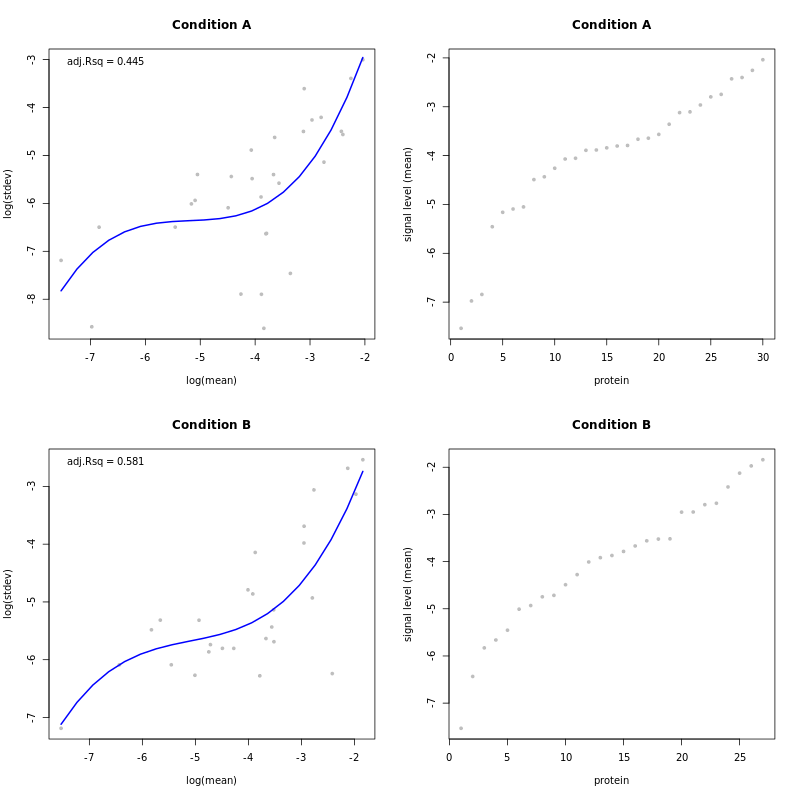 Condition A
adj.Rsq = 0.445
log(stdev)
-3
-4
-5
-6
-7
-8
-7 -6 -5 -4 -3 -2
log(mean)
Condition A
signal level (mean)
-2
-3
-4
-5
-6
-7
0 5 10 15 20 25 30
protein
Condition B
adj.Rsq = 0.581
log(stdev)
-3
-4
-5
-6
-7
-7 -6 -5 -4 -3 -2
log(mean)
Condition B
signal level (mean)
-2
-3
-4
-5
-6
-7
0 5 10 15 20 25
protein